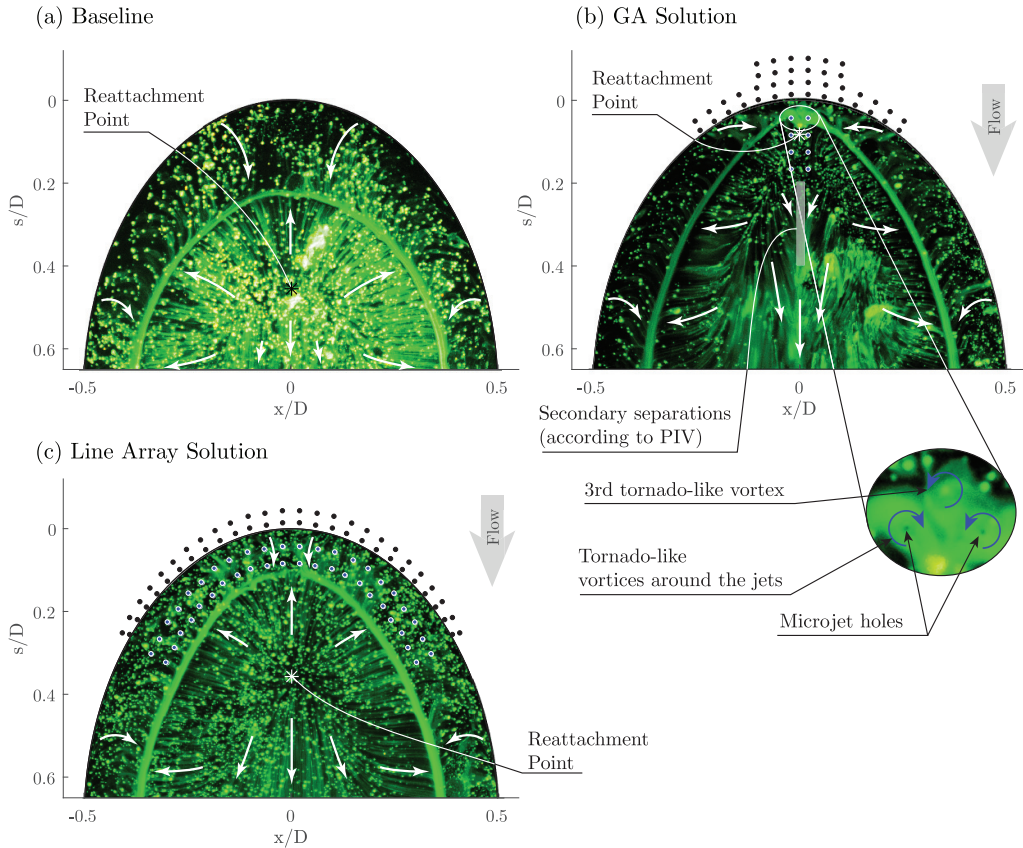 (a) Baseline
Reattachment
Point
0
0.2
0.4
0.6
s/D
-0.5
0
0.5
x/D
(b) GA Solution
Reattachment
Point
Flow
0
0.2
0.4
0.6
s/D
-0.5
0
0.5
x/D
Secondary separations
(according to PIV)
3rd tornado-like vortex
Tornado-like
vortices around the jets
Microjet holes
(c) Line Array Solution
Flow
0
0.2
0.4
0.6
s/D
-0.5
0
0.5
x/D
Reattachment
Point